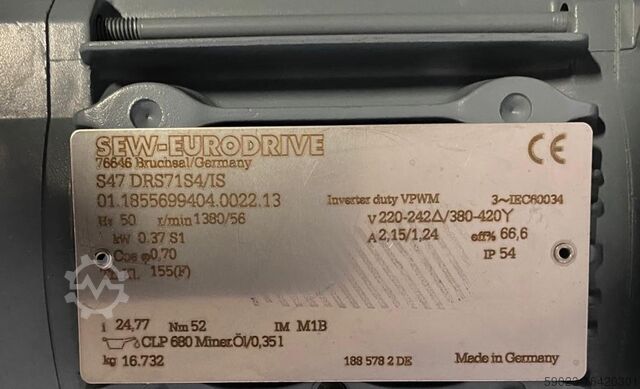 SEW-EURODRIVE
CE
76646 Bruchsal/Germany
S47 DRS71S4/IS
01.1855699404.0022.13
Inverter duty VPWM
3~IEC60034
Hz 50 r/min 1380/56
V 220-242Δ/380-420Y
kW 0.37 S1
A 2,15/1,24
eff% 66,6
Cos φ 0,70
IP 54
155(F)
i 24,77 Nm 52 IM M1B
CLP 680 Miner.Öl/0,35 l
kg 16.732
188 578 2 DE
Made in Germany